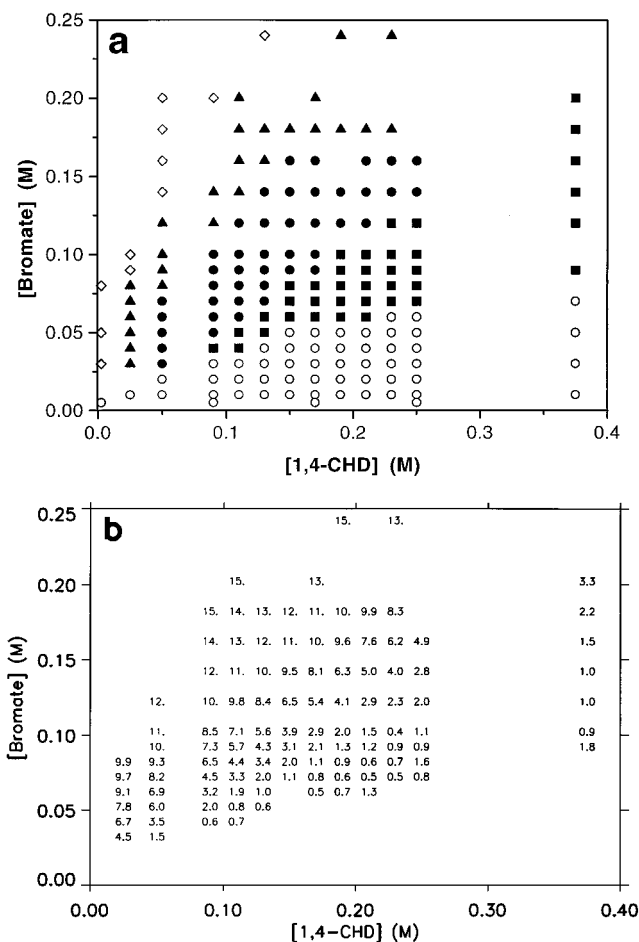 a
0.25
0.20
0.15
0.10
0.05
0.00
[Bromate] (M)
0.0 0.1 0.2 0.3 0.4
[1,4-CHD] (M)
b
0.25
0.20
0.15
0.10
0.05
0.00
[Bromate] (M)
15. 13.
15. 13. 3.3
15. 14. 13. 12. 11. 10. 9.9 8.3 2.2
14. 13. 12. 11. 10. 9.6 7.6 6.2 4.9 1.5
12. 11. 10. 9.5 8.1 6.3 5.0 4.0 2.8 1.0
12. 10. 9.8 8.4 6.5 5.4 4.1 2.9 2.3 2.0 1.0
11. 8.5 7.1 5.6 3.9 2.9 2.0 1.5 0.4 1.1 0.9
10. 7.3 5.7 4.3 3.1 2.1 1.3 1.2 0.9 0.9 1.8
9.9 9.3 6.5 4.4 3.4 2.0 1.1 0.9 0.6 0.7 1.6
9.7 8.2 4.5 3.3 2.0 1.1 0.8 0.6 0.5 0.5 0.8
9.1 6.9 3.2 1.9 1.0 0.5 0.7 1.3
7.8 6.0 2.0 0.8 0.6
6.7 3.5 0.6 0.7
4.5 1.5
0.00 0.10 0.20 0.30 0.40
[1,4-CHD] (M)